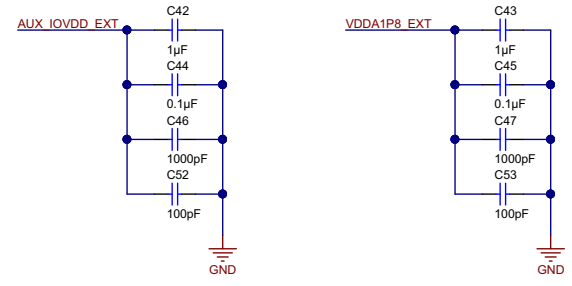 AUX_IOVDD_EXT
C42
1µF
C44
0.1µF
C46
1000pF
C52
100pF
GND
VDDA1P8_EXT
C43
1µF
C45
0.1µF
C47
1000pF
C53
100pF
GND